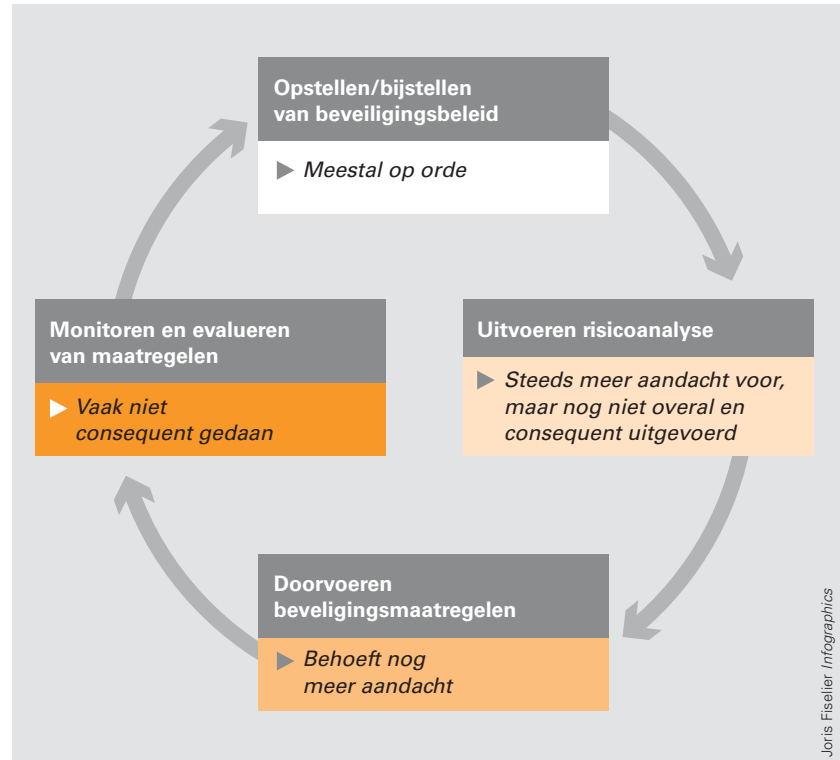 Opstellen/bijstellen
van beveiligingsbeleid
Meestal op orde
Uitvoeren risicoanalyse
Steeds meer aandacht voor,
maar nog niet overal en
consequent uitgevoerd
Doorvoeren
beveligingsmaatregelen
Behoeft nog
meer aandacht
Monitoren en evalueren
van maatregelen
Vaak niet
consequent gedaan
Joris Fiselier Infographics